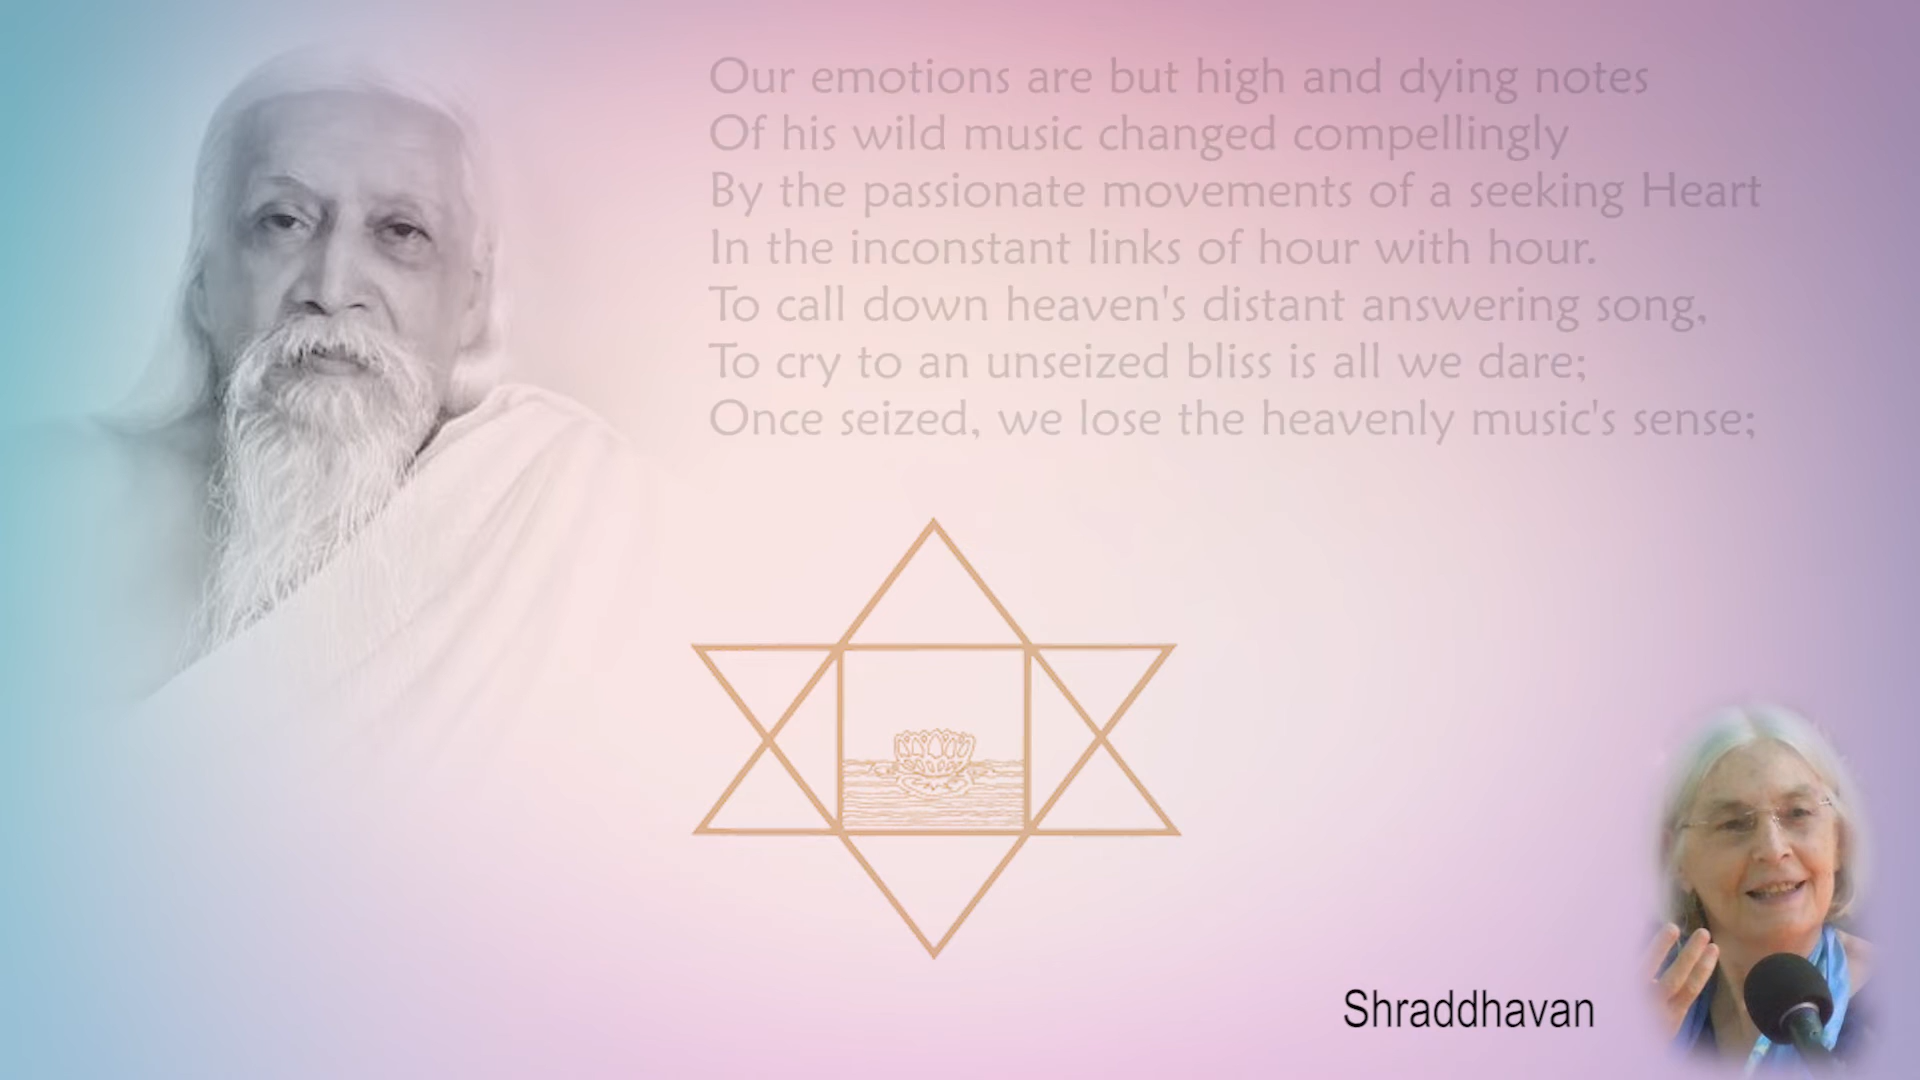 Our emotions are but high and dying notes
Of his wild music changed compellingly
By the passionate movements of a seeking Heart
In the inconstant links of hour with hour.
To call down heaven's distant answering song,
To cry to an unseized bliss is all we dare;
Once seized, we lose the heavenly music's sense;
Shraddhavan